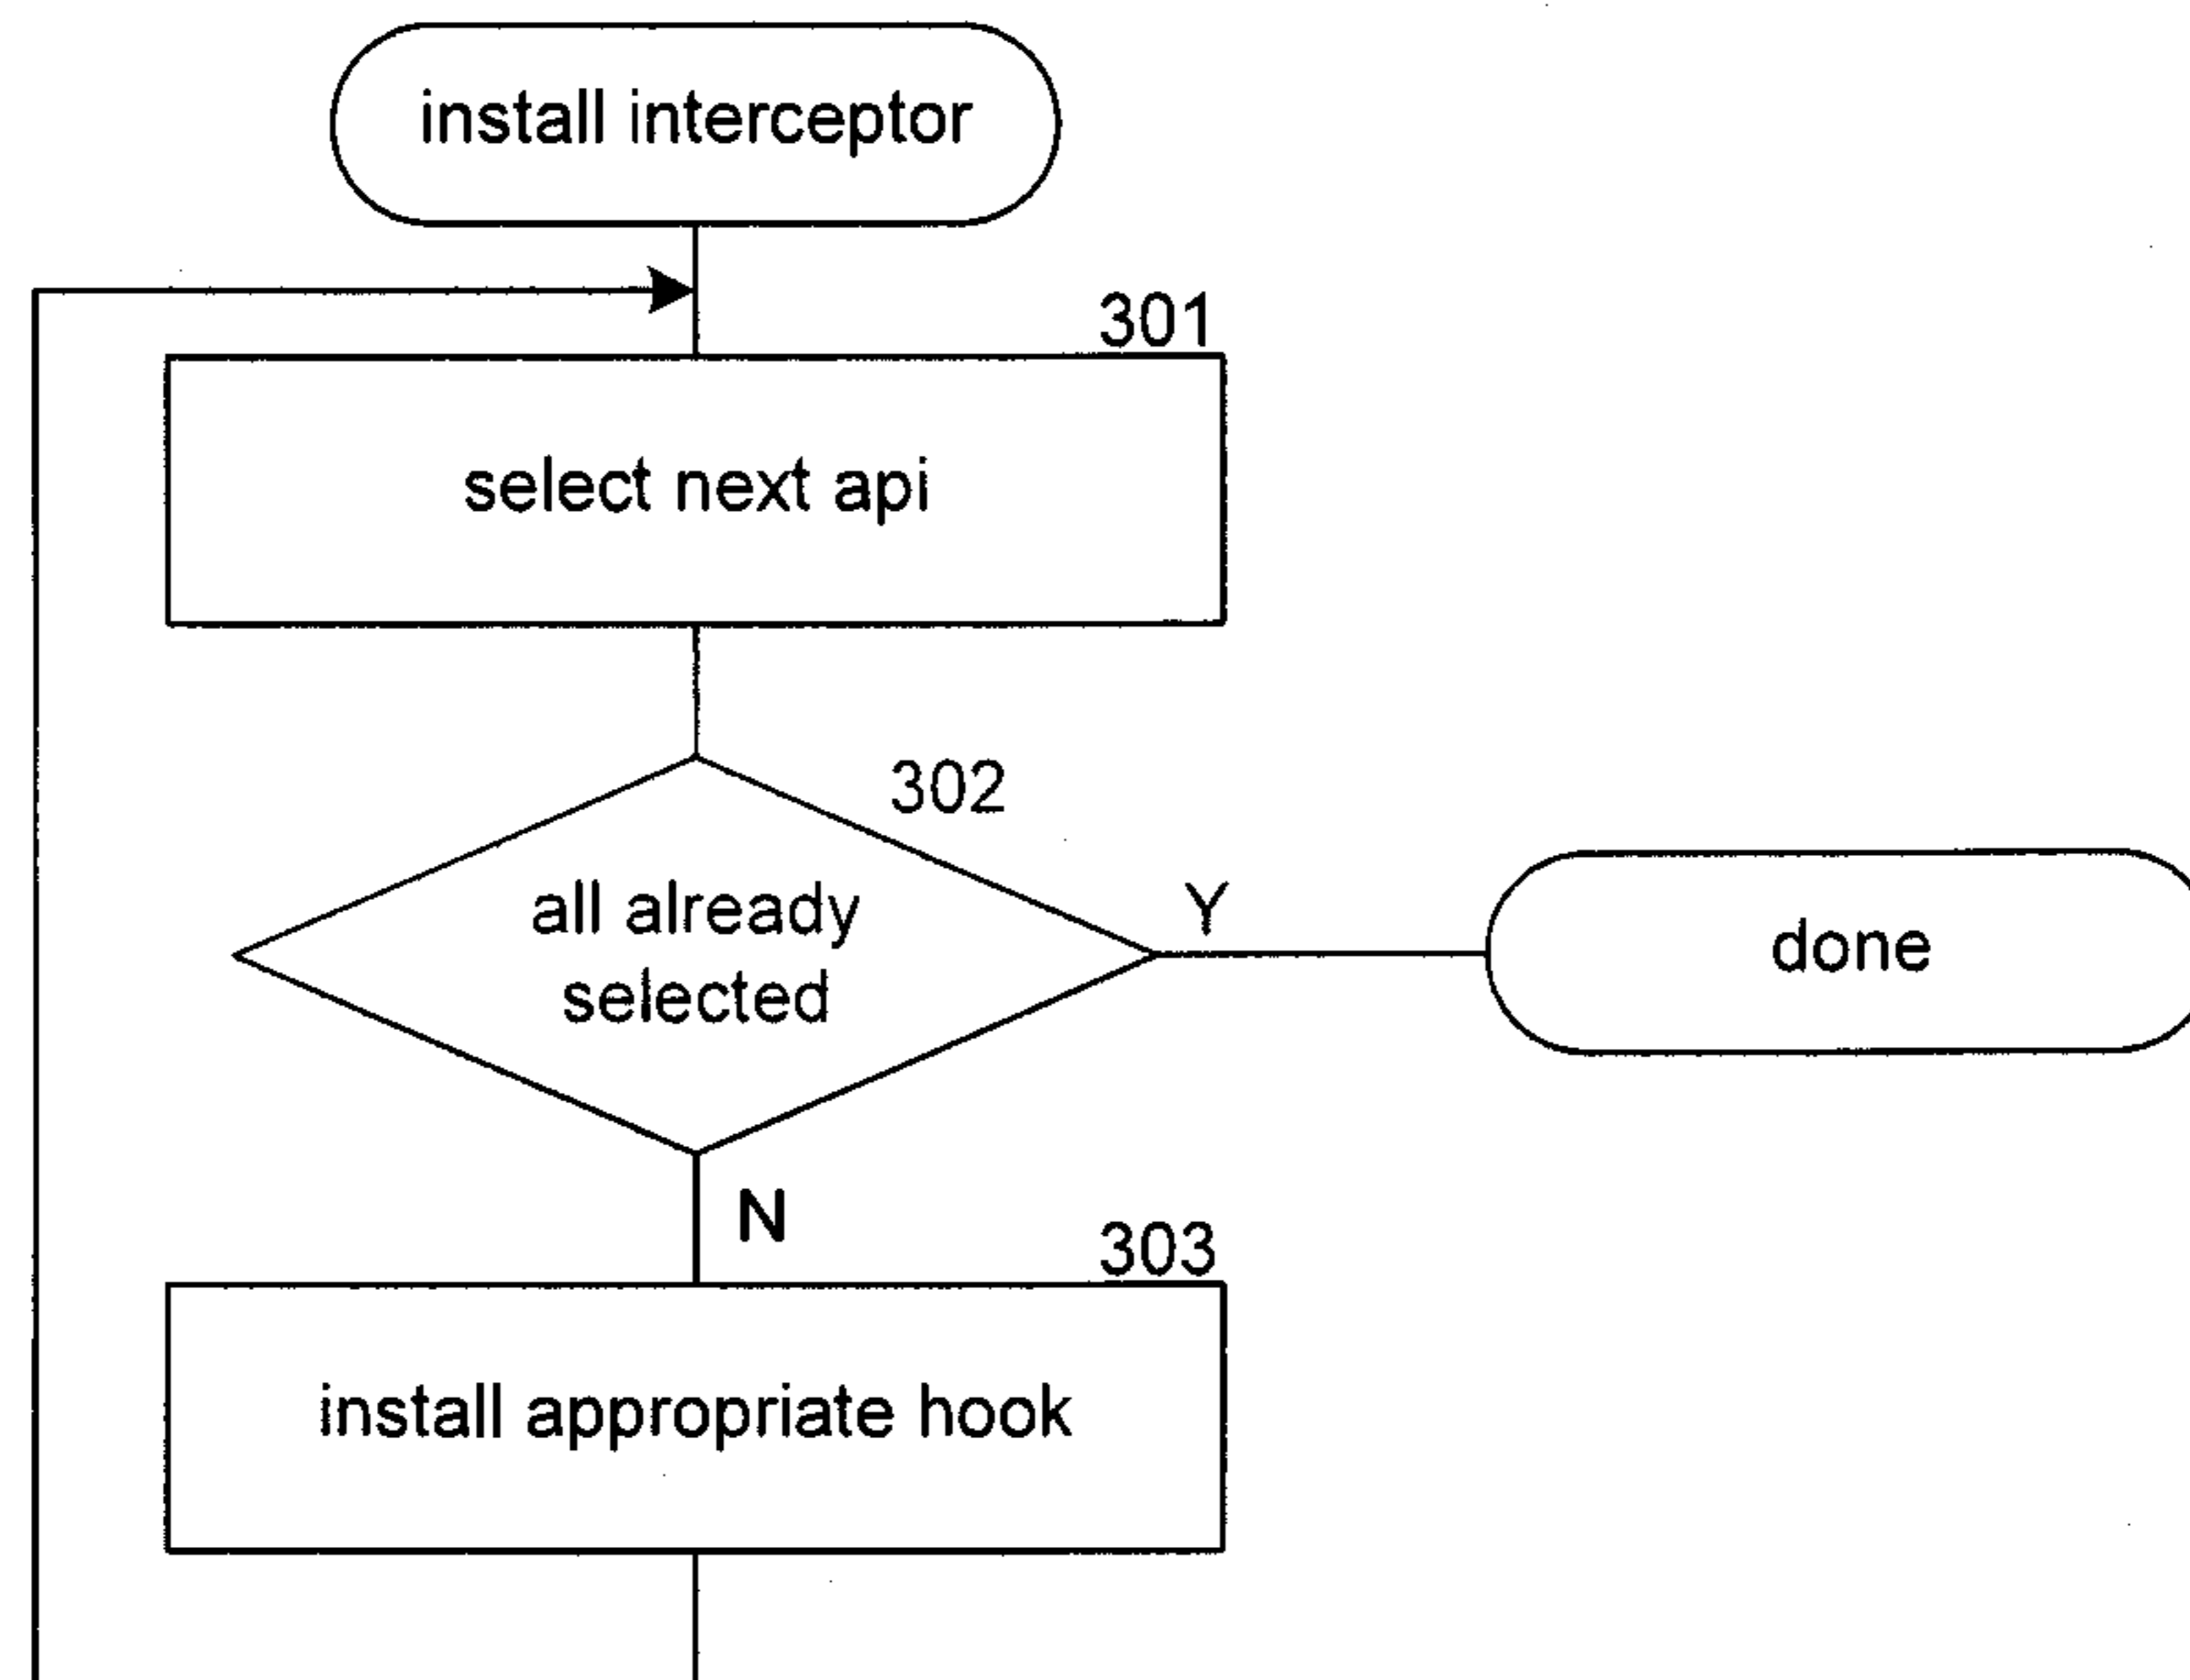 install interceptor
301
select next api
302
all already
selected
Y
done
N
303
install appropriate hook